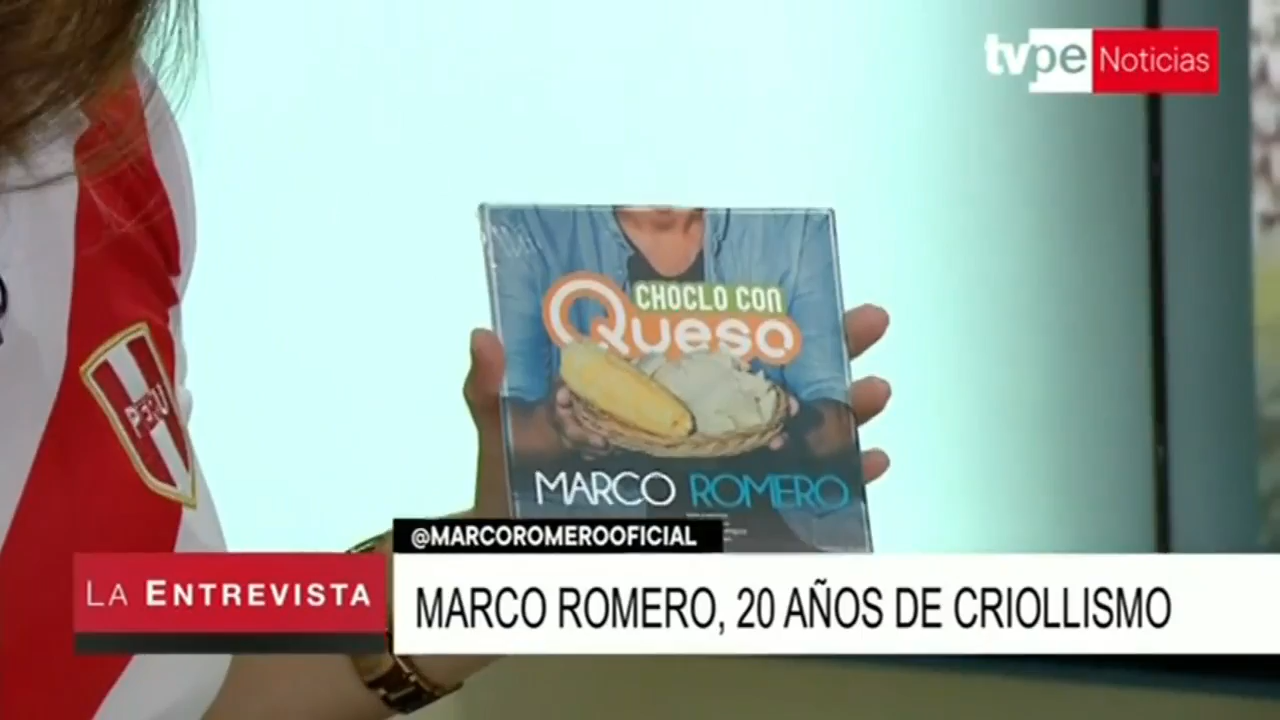 tvpe Noticias
CHOCLO CON
Queso
MARCO ROMERO
PERU
@MARCOROMEROOFICIAL
LA ENTREVISTA
MARCO ROMERO, 20 AÑOS DE CRIOLLISMO